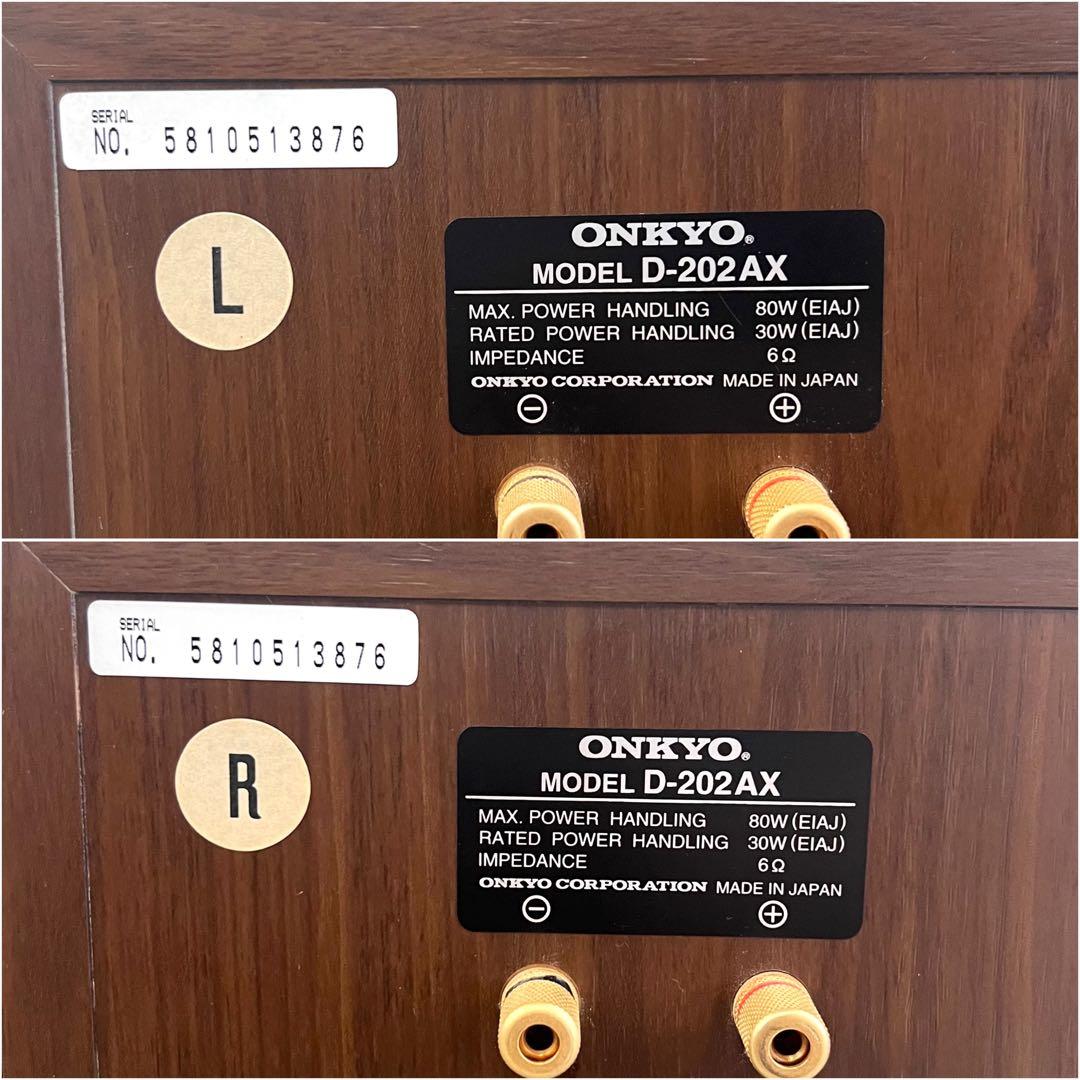 SERIAL
NO. 5810513876
L
ONKYO®
MODEL D-202AX
MAX. POWER HANDLING 80W (EIAJ)
RATED POWER HANDLING 30W (EIAJ)
IMPEDANCE 6Ω
ONKYO CORPORATION MADE IN JAPAN
⊖ ⊕
SERIAL
NO. 5810513876
R
ONKYO®
MODEL D-202AX
MAX. POWER HANDLING 80W (EIAJ)
RATED POWER HANDLING 30W (EIAJ)
IMPEDANCE 6Ω
ONKYO CORPORATION MADE IN JAPAN
⊖ ⊕